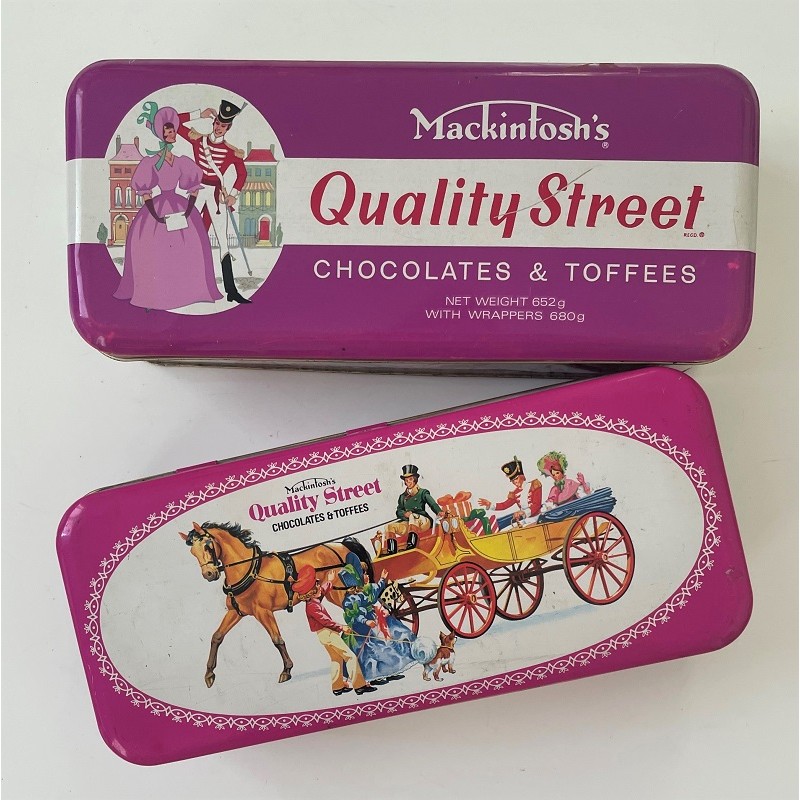 Mackintosh's ®
Quality Street
REGD. ®
CHOCOLATES & TOFFEES
NET WEIGHT 652g
WITH WRAPPERS 680g
Mackintosh's
Quality Street
CHOCOLATES & TOFFEES